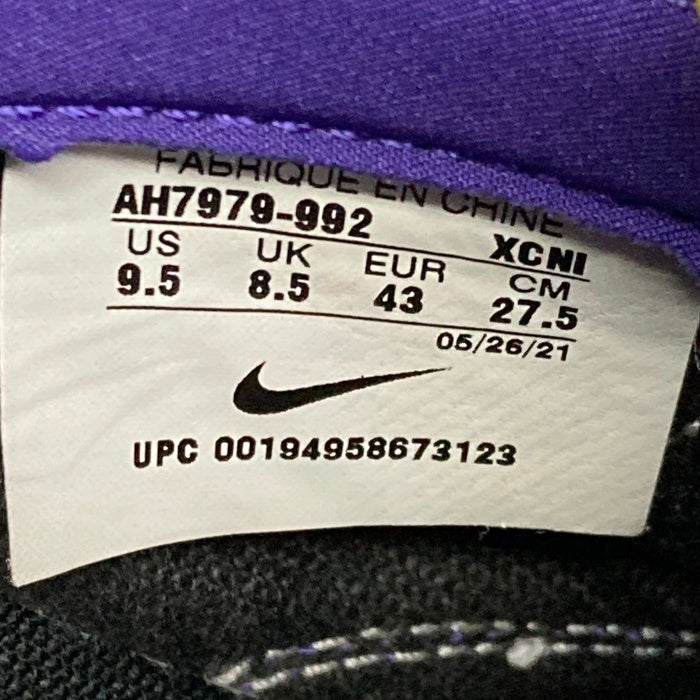 FABRIQUE EN CHINE
AH7979-992 XCNI
US UK EUR CM
9.5 8.5 43 27.5
05/26/21
UPC 00194958673123